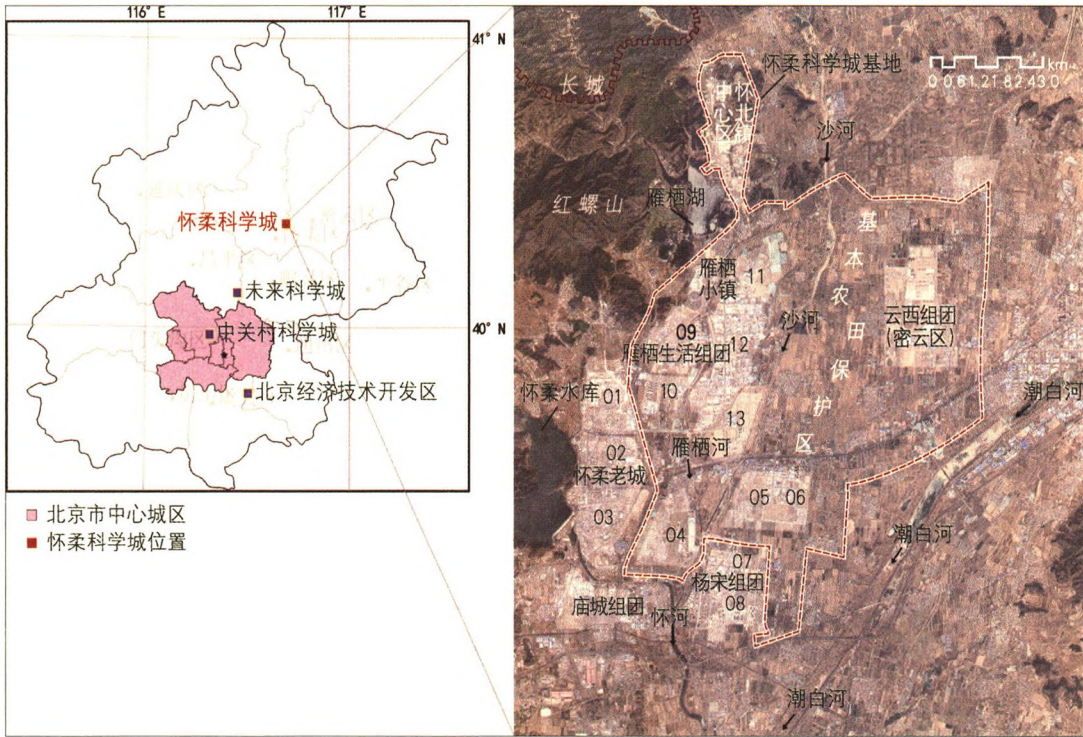 116° E
117° E
41° N
怀柔科学城
未来科学城
40° N
中关村科学城
北京经济技术开发区
北京市中心城区
怀柔科学城位置
怀柔科学城基地
km
0 0.6 1.2 1.8 2.4 3.0
长城
怀北镇
中心区
沙河
红螺山
雁栖湖
基本农田保护区
雁栖
小镇
11
云西组团
(密云区)
09
12
沙河
雁栖生活组团
怀柔水库
01
10
潮白河
13
02
雁栖河
怀柔老城
05
06
03
04
潮白河
07
杨宋组团
08
庙城组团
怀河
潮白河